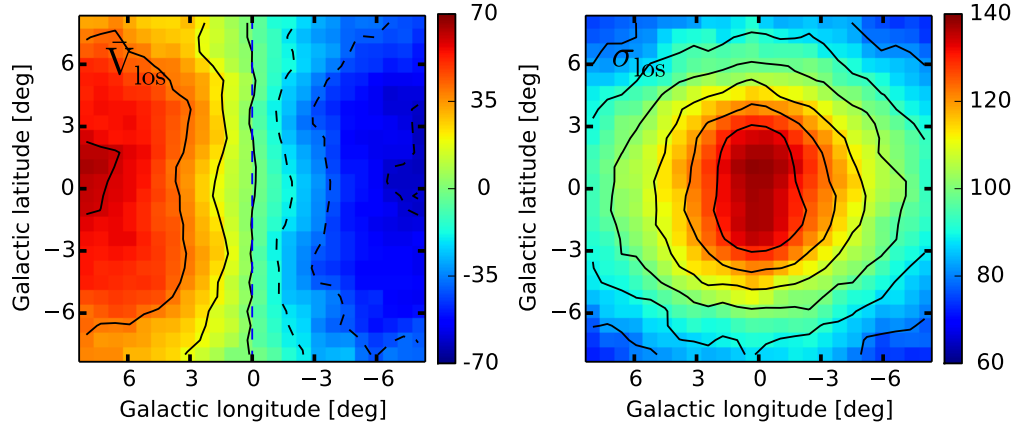 V̄los
Galactic latitude [deg]
6
3
0
−3
−6
6 3 0 −3 −6
Galactic longitude [deg]
70
35
0
-35
-70
σlos
Galactic latitude [deg]
6
3
0
−3
−6
6 3 0 −3 −6
Galactic longitude [deg]
140
120
100
80
60